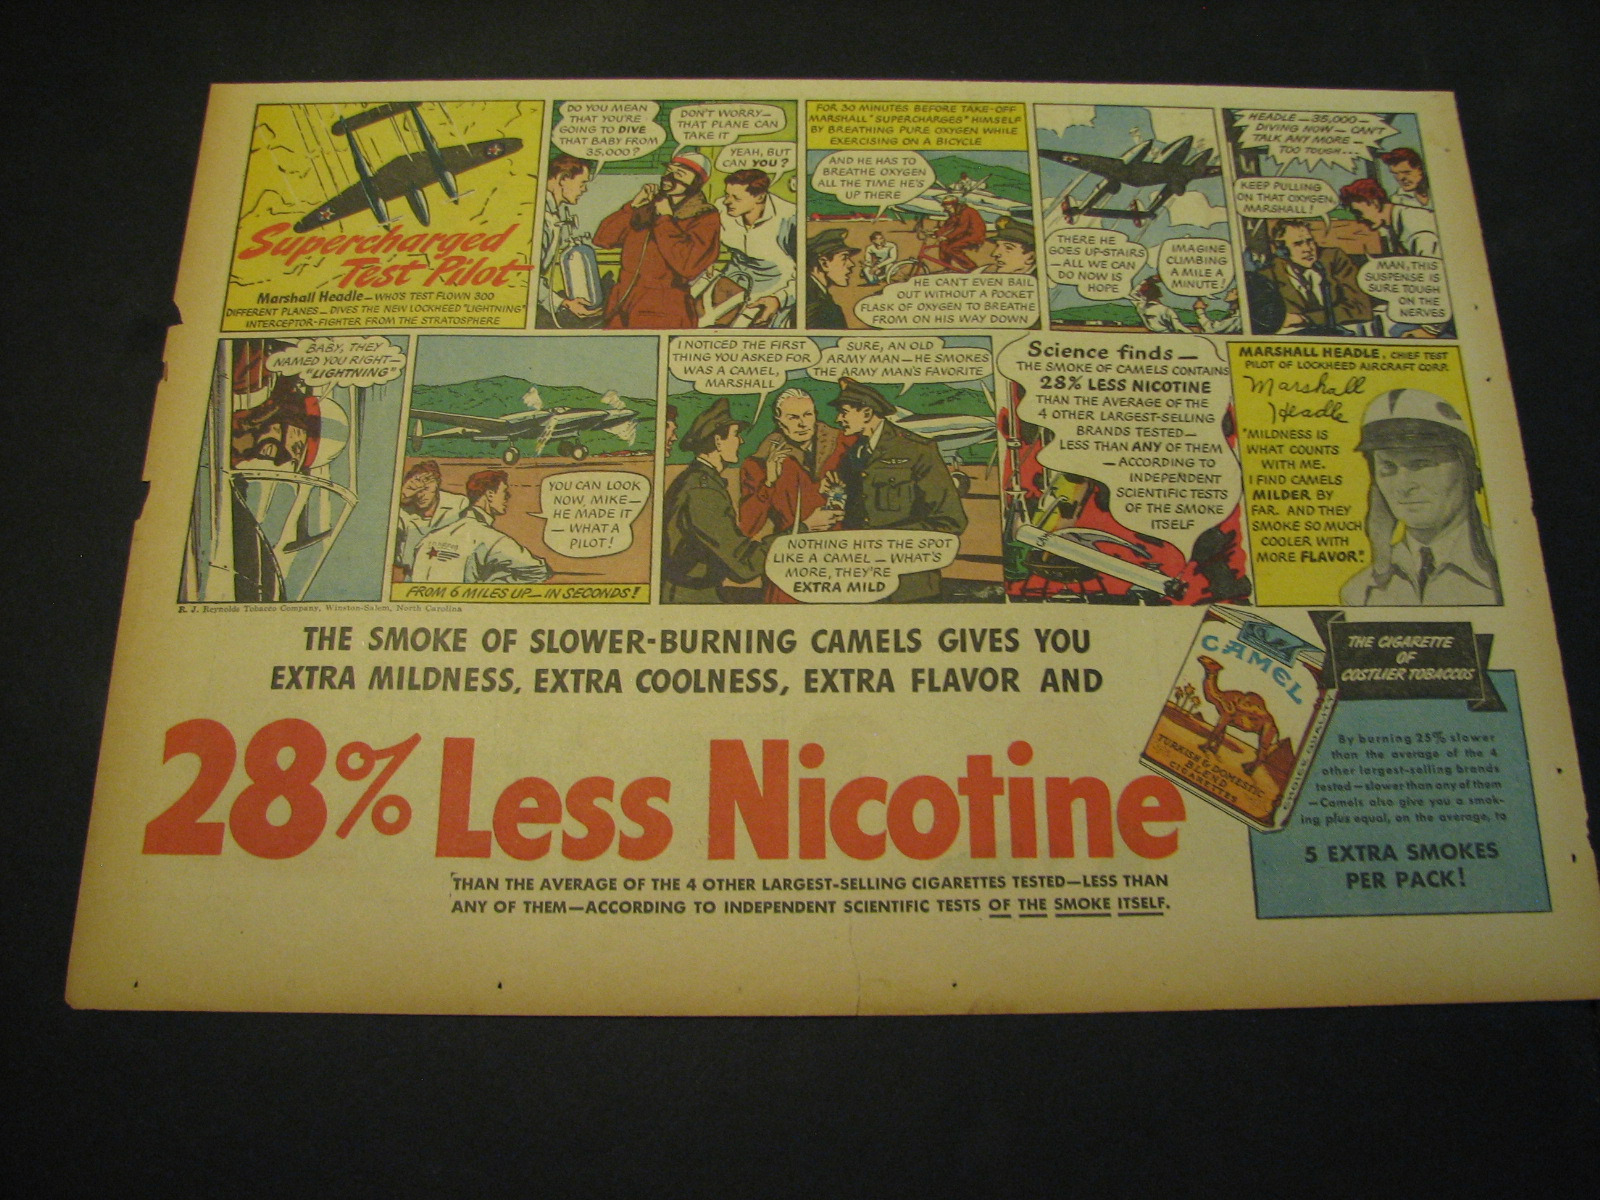 Supercharged
Test Pilot
Marshall Headle—WHO'S TEST FLOWN 300
DIFFERENT PLANES—DIVES THE NEW LOCKHEED "LIGHTNING"
INTERCEPTOR-FIGHTER FROM THE STRATOSPHERE
DO YOU MEAN
THAT YOU'RE
GOING TO DIVE
THAT BABY FROM
35,000?
DON'T WORRY—
THAT PLANE CAN
TAKE IT
YEAH, BUT
CAN YOU?
FOR 30 MINUTES BEFORE TAKE-OFF
MARSHALL "SUPERCHARGES" HIMSELF
BY BREATHING PURE OXYGEN WHILE
EXERCISING ON A BICYCLE
AND HE HAS TO
BREATHE OXYGEN
ALL THE TIME HE'S
UP THERE
HE CAN'T EVEN BAIL
OUT WITHOUT A POCKET
FLASK OF OXYGEN TO BREATHE
FROM ON HIS WAY DOWN
THERE HE
GOES UP-STAIRS
—ALL WE CAN
DO NOW IS
HOPE
IMAGINE
CLIMBING
A MILE A
MINUTE!
HEADLE—35,000—
DIVING NOW—CAN'T
TALK ANY MORE—
TOO TOUGH....
KEEP PULLING
ON THAT OXYGEN,
MARSHALL!
MAN, THIS
SUSPENSE IS
SURE TOUGH
ON THE
NERVES
BABY, THEY
NAMED YOU RIGHT—
"LIGHTNING"
YOU CAN LOOK
NOW, MIKE—
HE MADE IT
—WHAT A
PILOT!
FROM 6 MILES UP—IN SECONDS!
I NOTICED THE FIRST
THING YOU ASKED FOR
WAS A CAMEL,
MARSHALL
SURE, AN OLD
ARMY MAN—HE SMOKES
THE ARMY MAN'S FAVORITE
NOTHING HITS THE SPOT
LIKE A CAMEL—WHAT'S
MORE, THEY'RE
EXTRA MILD
Science finds—
THE SMOKE OF CAMELS CONTAINS
28% LESS NICOTINE
THAN THE AVERAGE OF THE
4 OTHER LARGEST-SELLING
BRANDS TESTED—
LESS THAN ANY OF THEM
—ACCORDING TO
INDEPENDENT
SCIENTIFIC TESTS
OF THE SMOKE
ITSELF
MARSHALL HEADLE, CHIEF TEST
PILOT OF LOCKHEED AIRCRAFT CORP.
Marshall
Headle
"MILDNESS IS
WHAT COUNTS
WITH ME.
I FIND CAMELS
MILDER BY
FAR. AND THEY
SMOKE SO MUCH
COOLER WITH
MORE FLAVOR."
R. J. Reynolds Tobacco Company, Winston-Salem, North Carolina
THE SMOKE OF SLOWER-BURNING CAMELS GIVES YOU
EXTRA MILDNESS, EXTRA COOLNESS, EXTRA FLAVOR AND
28% Less Nicotine
THAN THE AVERAGE OF THE 4 OTHER LARGEST-SELLING CIGARETTES TESTED—LESS THAN
ANY OF THEM—ACCORDING TO INDEPENDENT SCIENTIFIC TESTS OF THE SMOKE ITSELF.
CAMEL
TURKISH & DOMESTIC
BLEND
CIGARETTES
CHOICE QUALITY
THE CIGARETTE
OF
COSTLIER TOBACCOS
By burning 25% slower
than the average of the 4
other largest-selling brands
tested—slower than any of them
—Camels also give you a smok-
ing plus equal, on the average, to
5 EXTRA SMOKES
PER PACK!